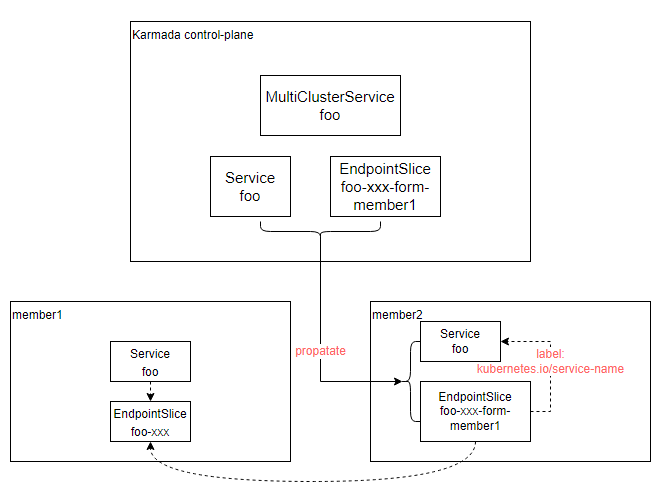 Karmada control-plane
MultiClusterService
foo
Service
foo
EndpointSlice
foo-xxx-form-
member1
member1
Service
foo
EndpointSlice
foo-xxx
propatate
member2
Service
foo
label:
kubernetes.io/service-name
EndpointSlice
foo-xxx-form-
member1